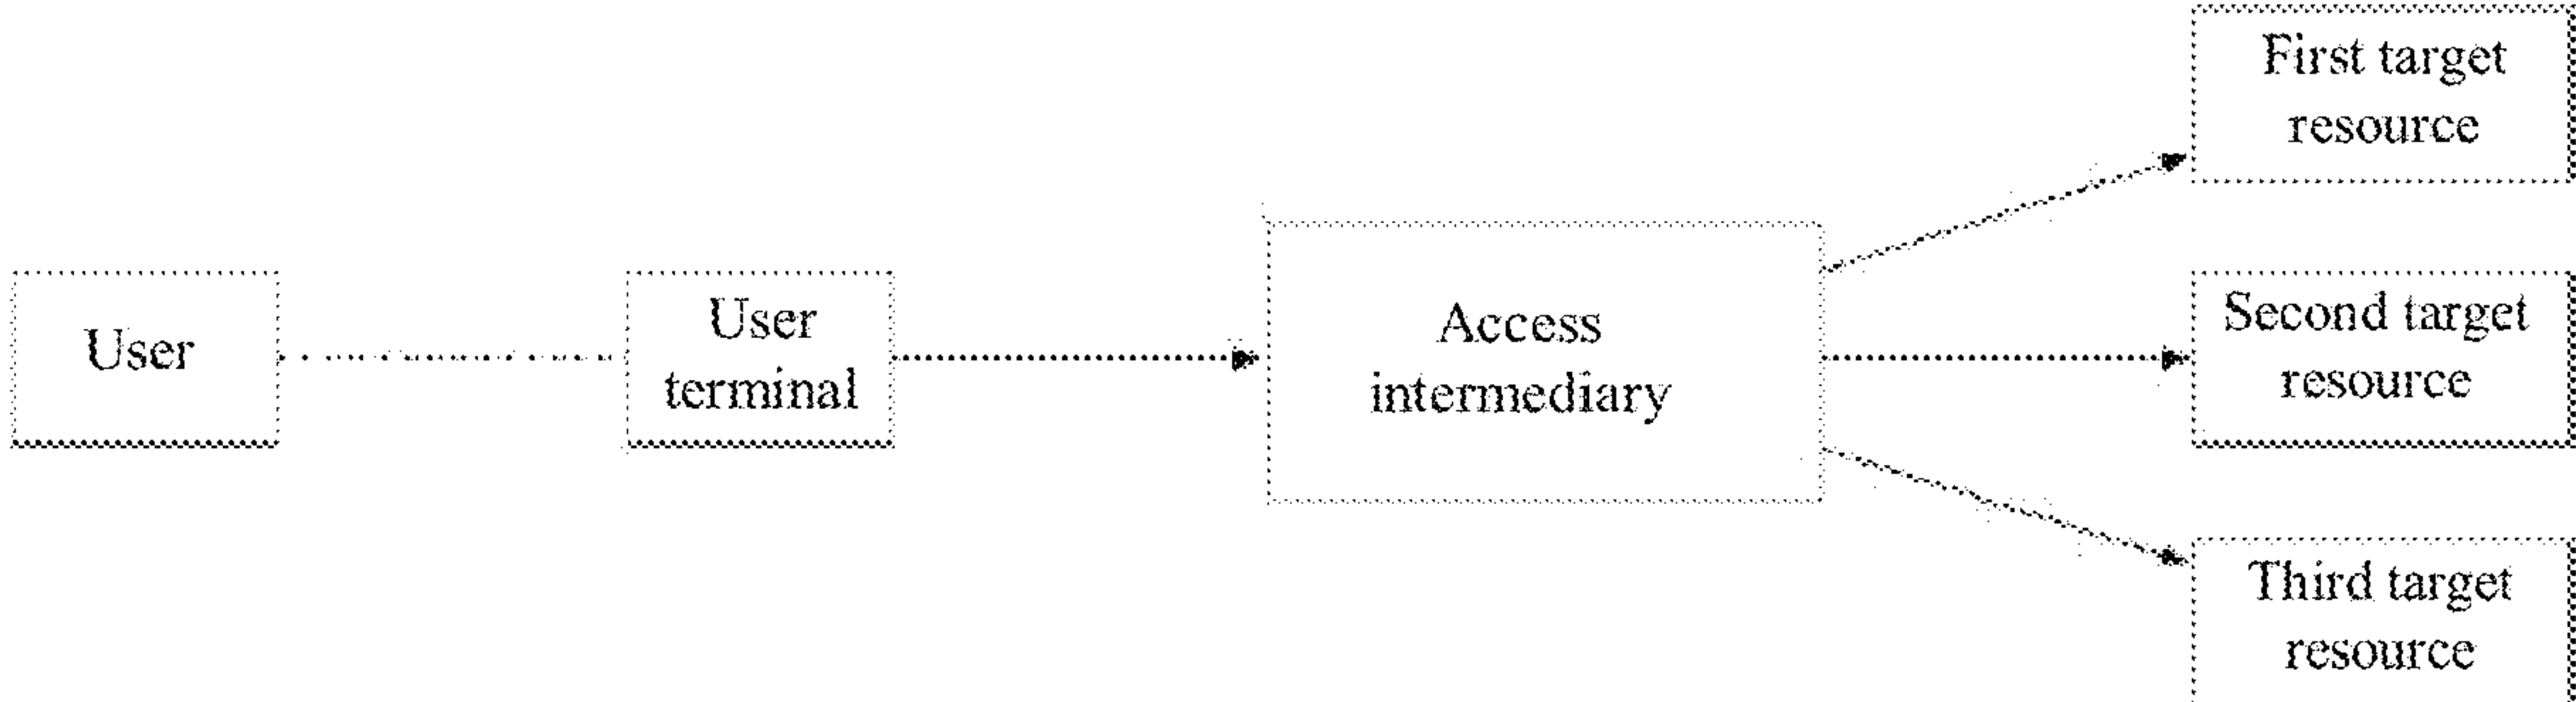 User
User
terminal
Access
intermediary
First target
resource
Second target
resource
Third target
resource